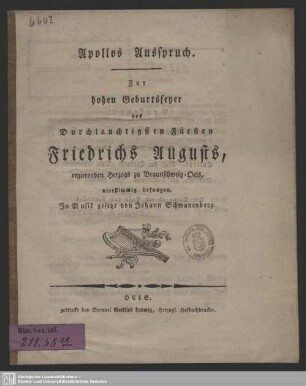 6602
Apollos Ausspruch.
Zur
hohen Geburtsfeyer
des
Durchlauchtigsten Fürsten
Friedrichs Augusts,
regierenden Herzogs zu Braunschweig-Oels,
vierstimmig besungen.
In Musik gesetzt von Johann Schwanenberg.
OELS,
gedruckt bey Samuel Gottlieb Ludwig, Herzogl. Hofbuchdrucker.